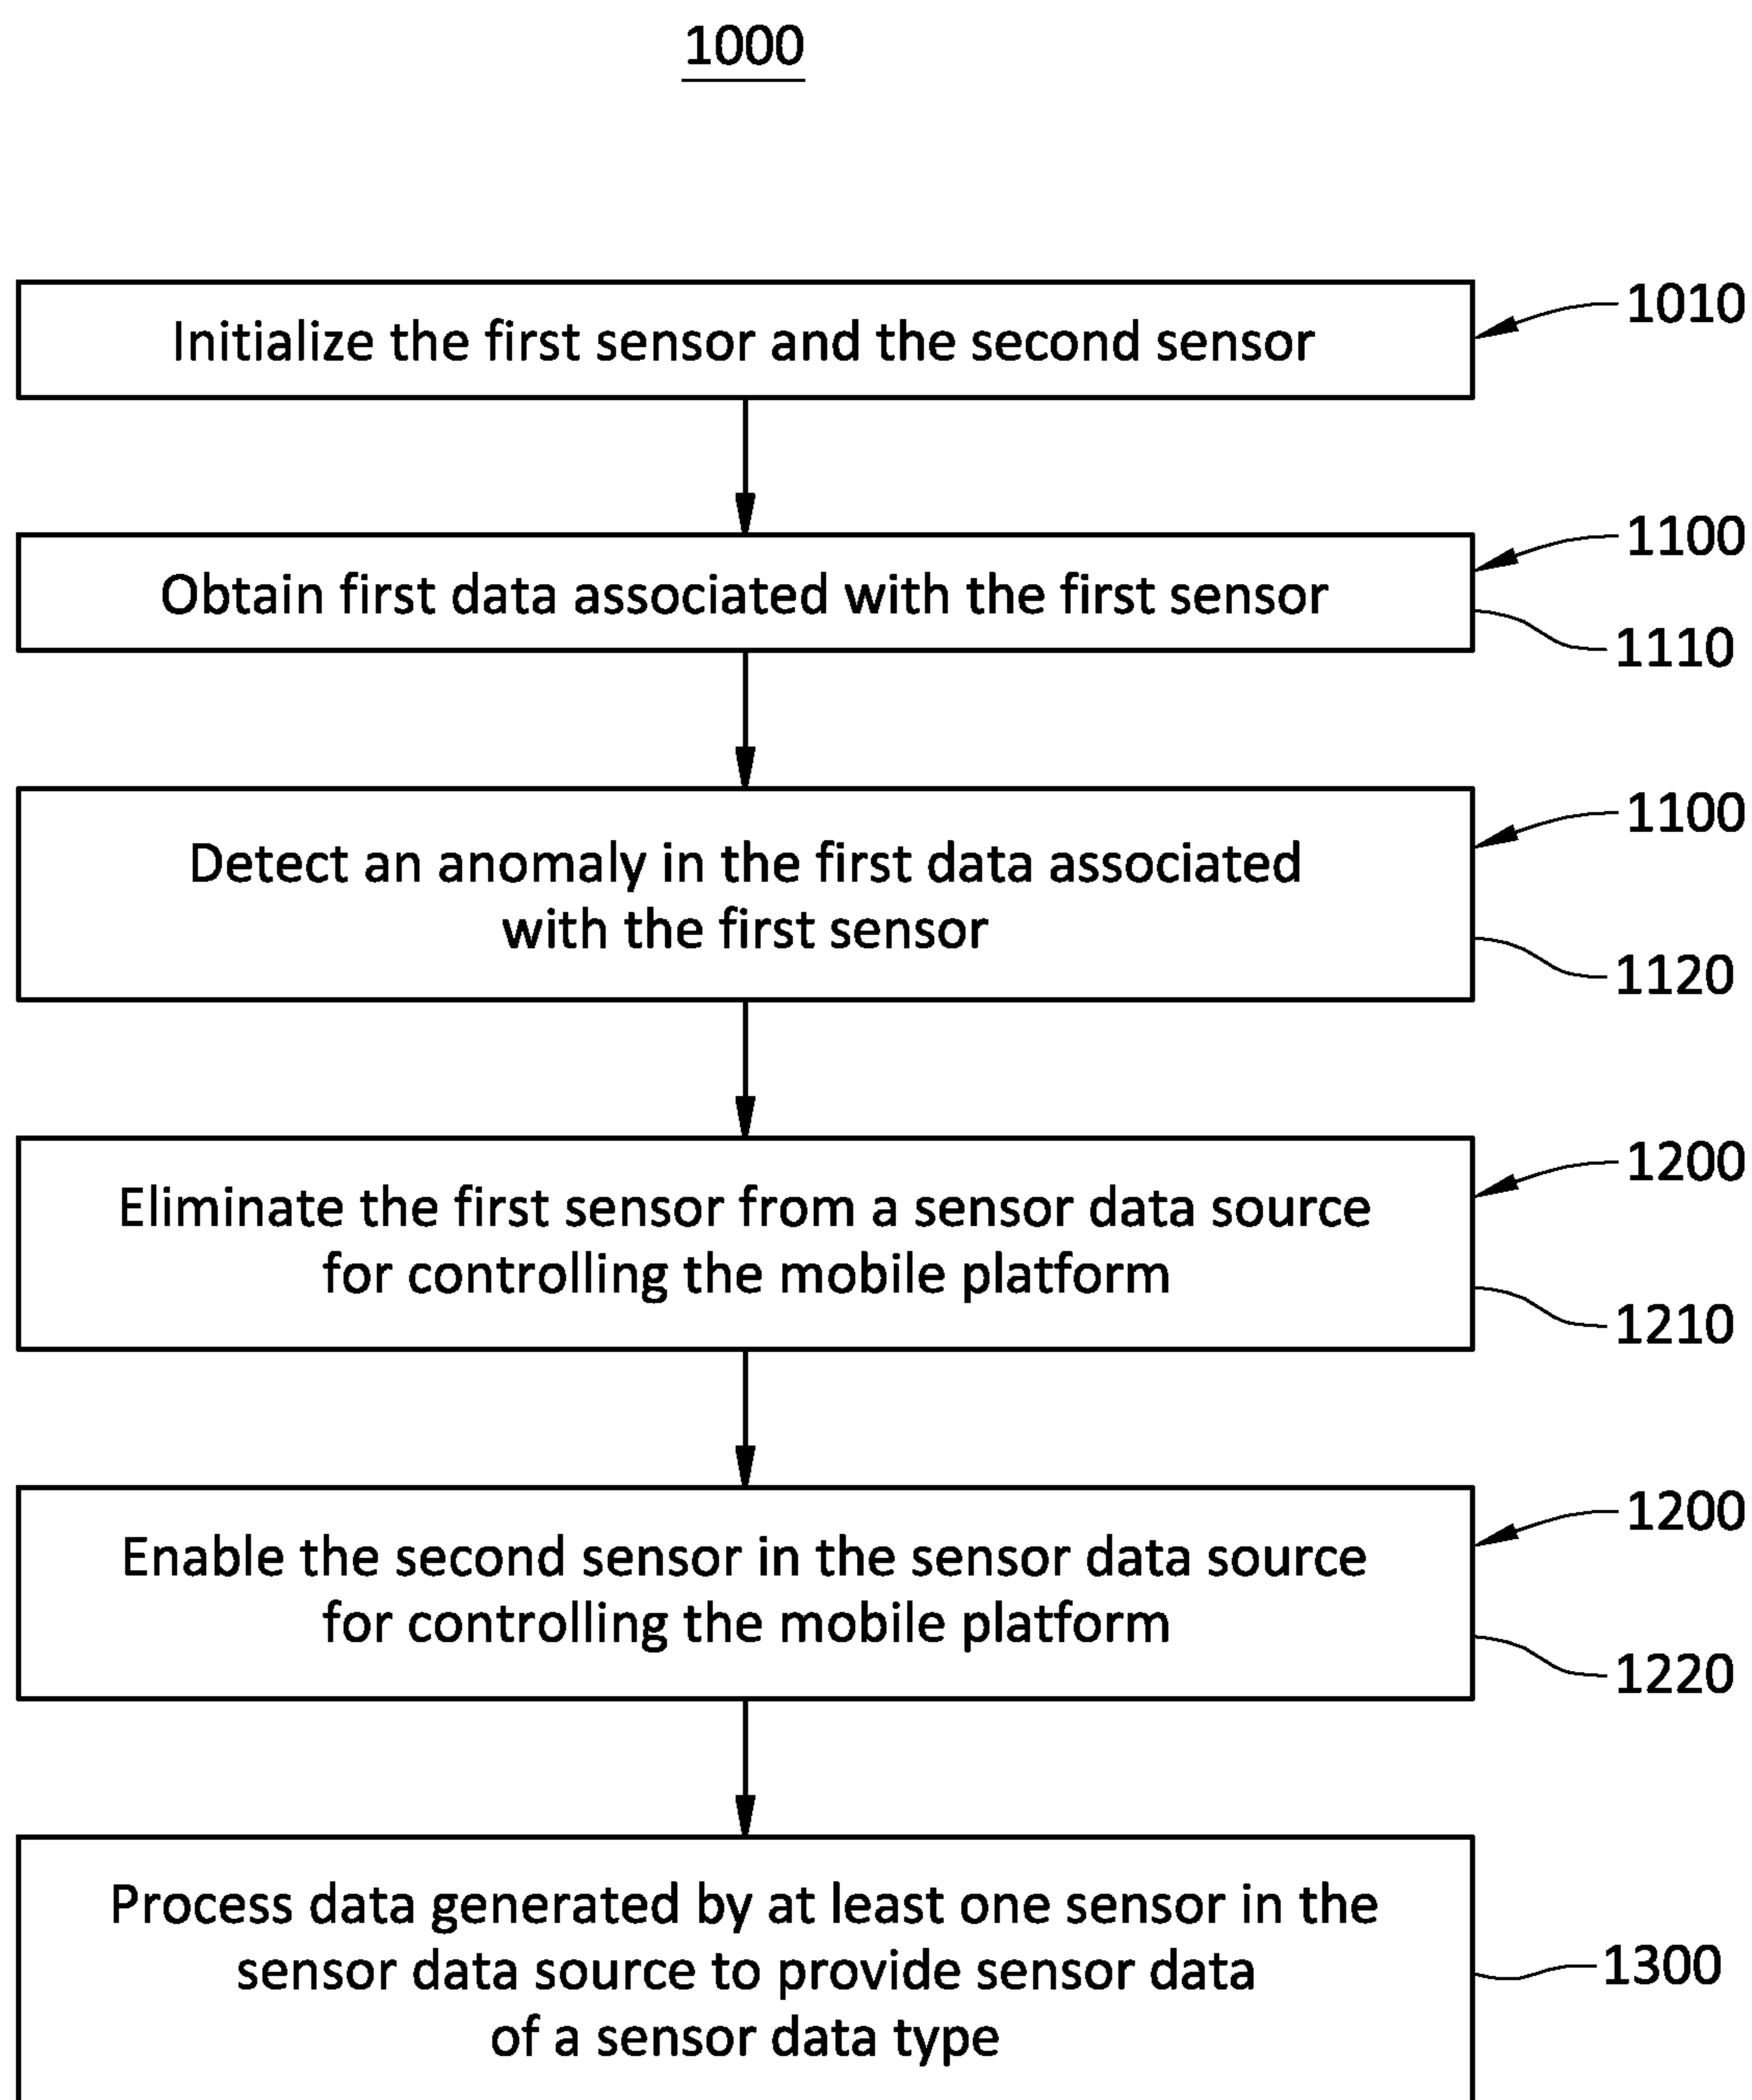 1000
Initialize the first sensor and the second sensor
1010
Obtain first data associated with the first sensor
1100
1110
Detect an anomaly in the first data associated
with the first sensor
1100
1120
Eliminate the first sensor from a sensor data source
for controlling the mobile platform
1200
1210
Enable the second sensor in the sensor data source
for controlling the mobile platform
1200
1220
Process data generated by at least one sensor in the
sensor data source to provide sensor data
of a sensor data type
1300